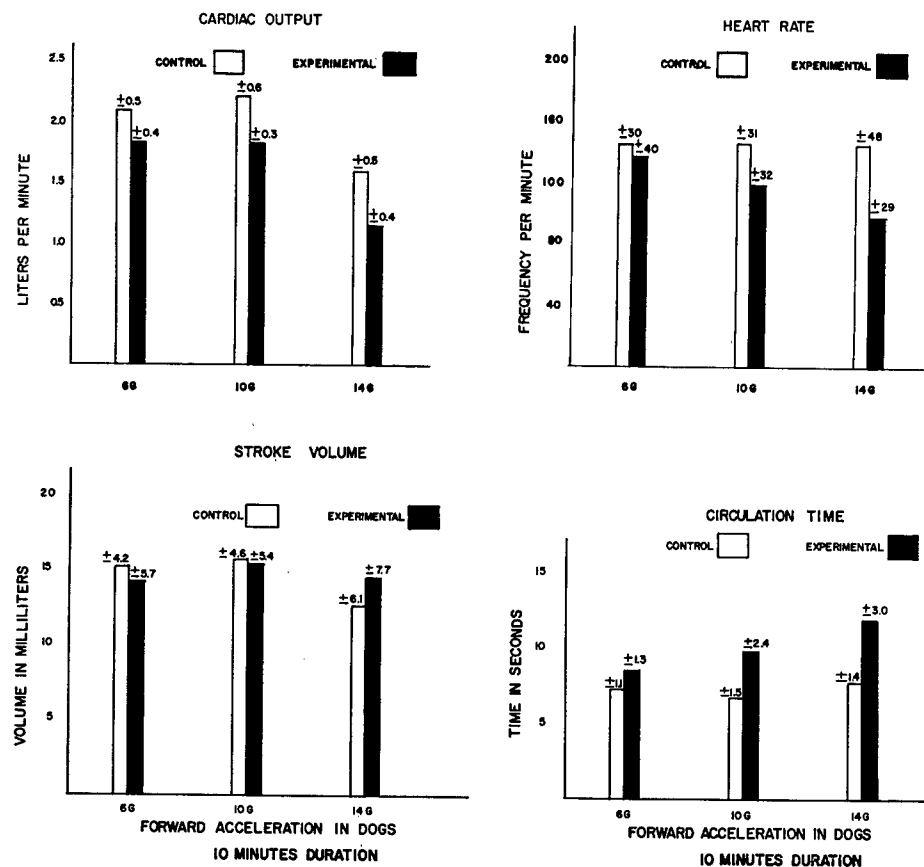 CARDIAC OUTPUT
CONTROL EXPERIMENTAL
LITERS PER MINUTE
2.5
2.0
1.5
1.0
0.5
±0.5 ±0.4 ±0.6 ±0.3 ±0.5 ±0.4
6G 10G 14G
HEART RATE
CONTROL EXPERIMENTAL
FREQUENCY PER MINUTE
200
160
100
80
40
±30 ±40 ±31 ±32 ±48 ±29
6G 10G 14G
STROKE VOLUME
CONTROL EXPERIMENTAL
VOLUME IN MILLILITERS
20
15
10
5
±4.2 ±5.7 ±4.6 ±5.4 ±6.1 ±7.7
6G 10G 14G
FORWARD ACCELERATION IN DOGS
10 MINUTES DURATION
CIRCULATION TIME
CONTROL EXPERIMENTAL
TIME IN SECONDS
15
10
5
±1.1 ±1.3 ±1.5 ±2.4 ±1.4 ±3.0
6G 10G 14G
FORWARD ACCELERATION IN DOGS
10 MINUTES DURATION